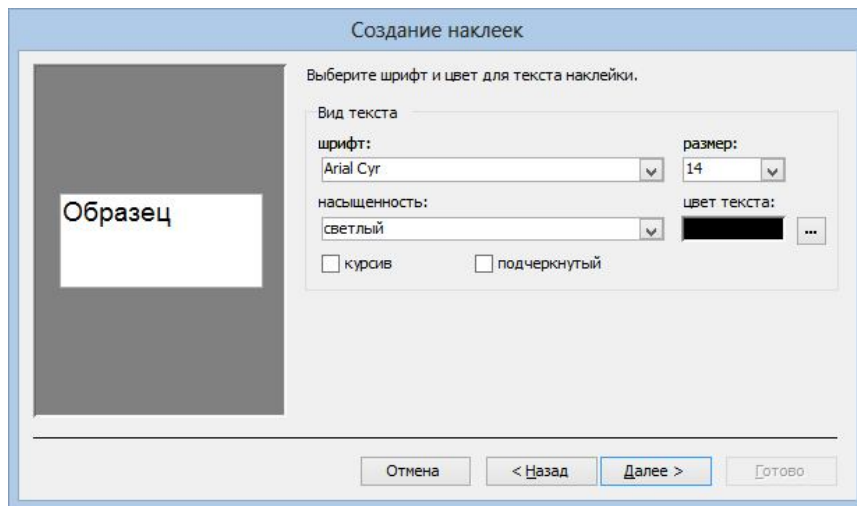 Создание наклеек
Образец
Выберите шрифт и цвет для текста наклейки.
Вид текста
шрифт: размер:
Arial Cyr 14
насыщенность: цвет текста:
светлый ...
курсив подчеркнутый
Отмена < Назад Далее > Готово